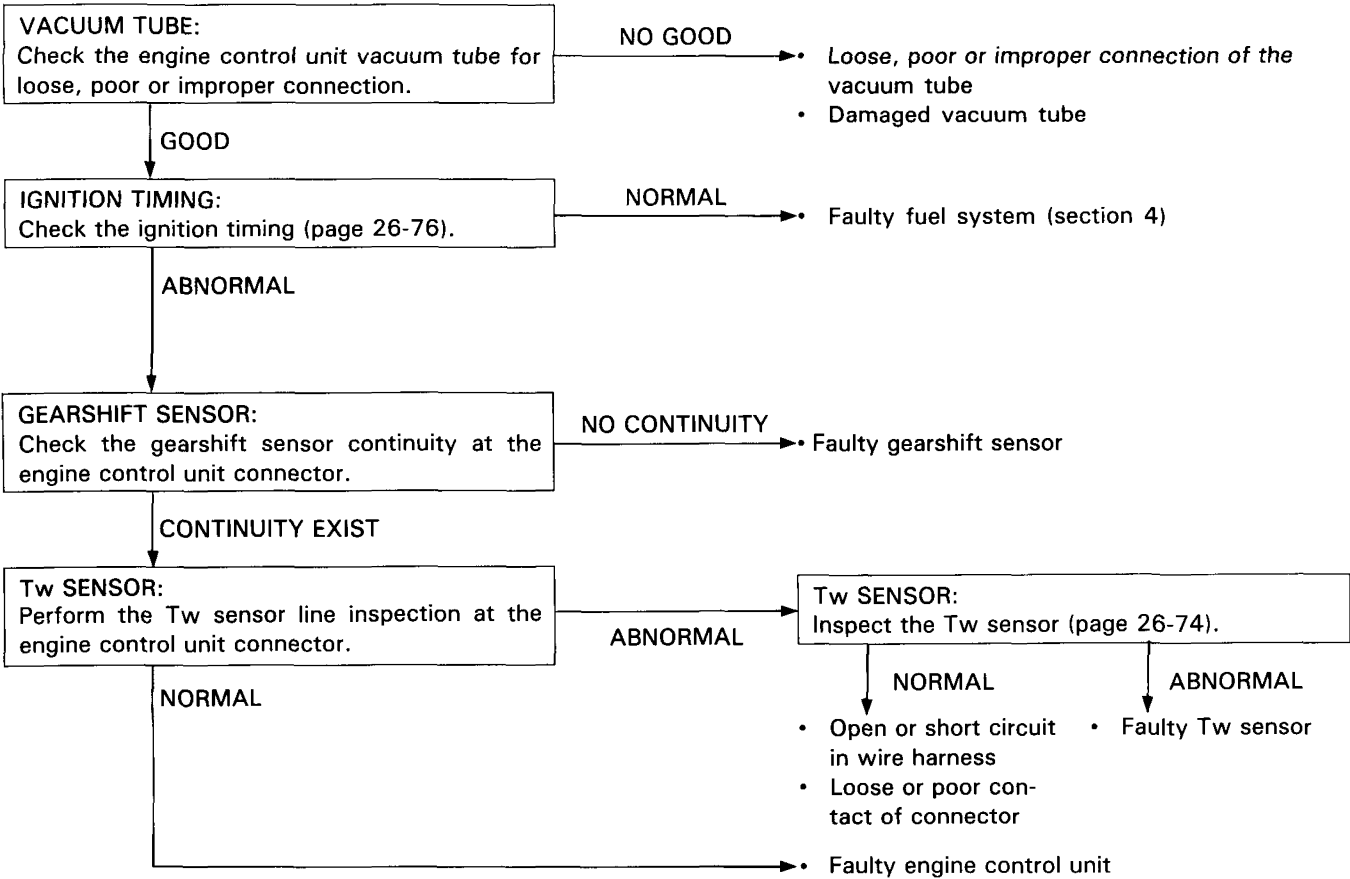 VACUUM TUBE:
Check the engine control unit vacuum tube for
loose, poor or improper connection.
NO GOOD
• Loose, poor or improper connection of the
vacuum tube
• Damaged vacuum tube
GOOD
IGNITION TIMING:
Check the ignition timing (page 26-76).
NORMAL
• Faulty fuel system (section 4)
ABNORMAL
GEARSHIFT SENSOR:
Check the gearshift sensor continuity at the
engine control unit connector.
NO CONTINUITY
• Faulty gearshift sensor
CONTINUITY EXIST
Tw SENSOR:
Perform the Tw sensor line inspection at the
engine control unit connector.
ABNORMAL
Tw SENSOR:
Inspect the Tw sensor (page 26-74).
NORMAL
• Open or short circuit
in wire harness
• Loose or poor con-
tact of connector
ABNORMAL
• Faulty Tw sensor
NORMAL
• Faulty engine control unit